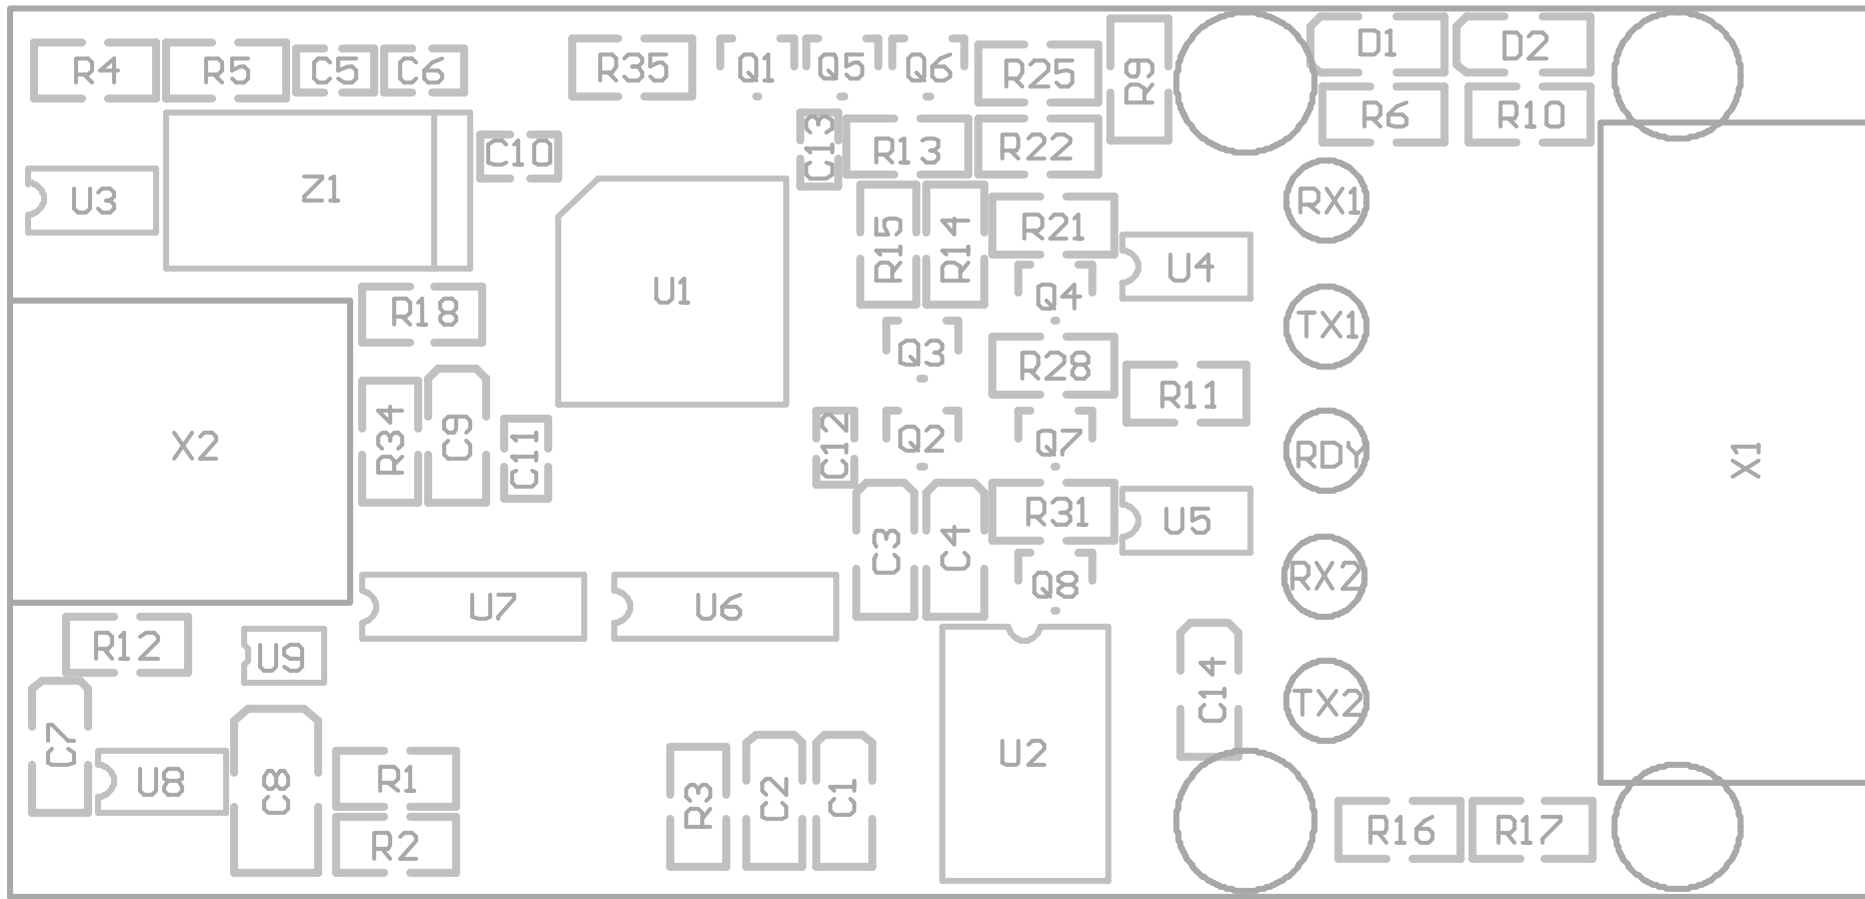 R4 R5 C5 C6 R35 Q1 Q5 Q6 R25 R9 D1 D2
R6 R10
C10 C13 R13 R22
U3 Z1 RX1
R15 R14 R21 U4
U1 Q4
R18 TX1
Q3 R28 R11
X2 R34 C9 C11 C12 Q2 Q7 RDY X1
R31 U5
C3 C4
Q8 RX2
U7 U6
R12 U9
C14 TX2
C7 U8 C8 R1 U2
R3 C2 C1
R2 R16 R17